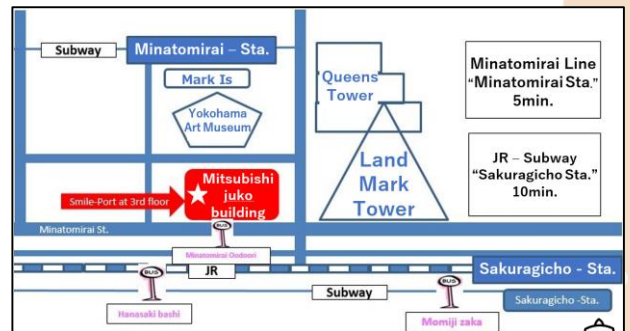 Subway
Minatomirai – Sta.
Mark Is
Yokohama
Art Museum
Queens
Tower
Land
Mark
Tower
Minatomirai Line
“Minatomirai Sta.”
5min.
JR – Subway
“Sakuragicho Sta.”
10min.
Smile-Port at 3rd floor
Mitsubishi
juko
building
Minatomirai St.
BUS
Minatomirai Oodoori
JR
Sakuragicho - Sta.
BUS
Hanasaki bashi
Subway
BUS
Momiji zaka
Sakuragicho -Sta.